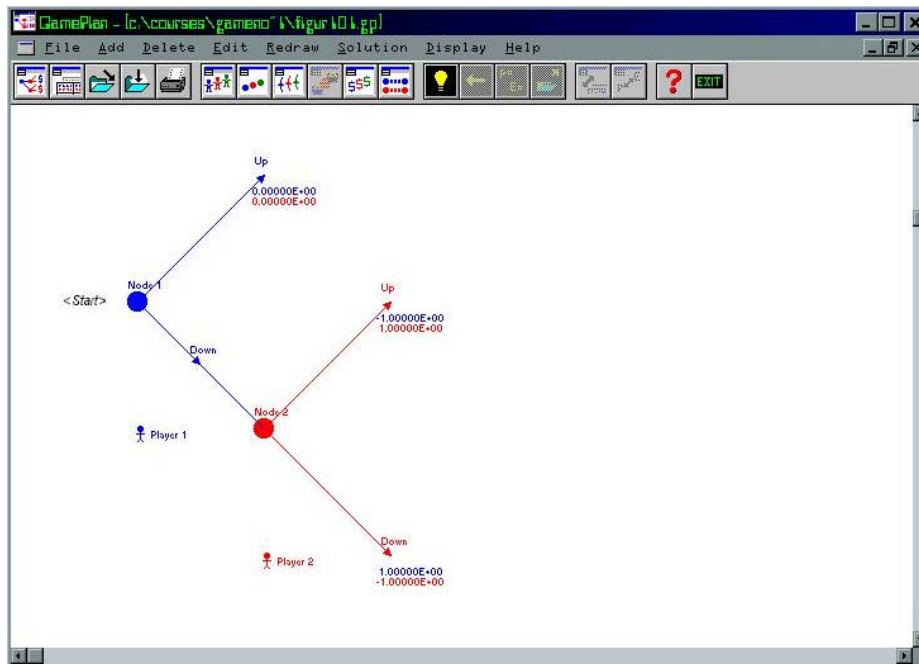 GamePlan - [c:\courses\gameno~1\figur101.gp]
File Add Delete Edit Redraw Solution Display Help
EXIT
Up
0.00000E+00
0.00000E+00
Node 1
<Start>
Up
-1.00000E+00
1.00000E+00
Down
Node 2
Player 1
Down
Player 2
1.00000E+00
-1.00000E+00